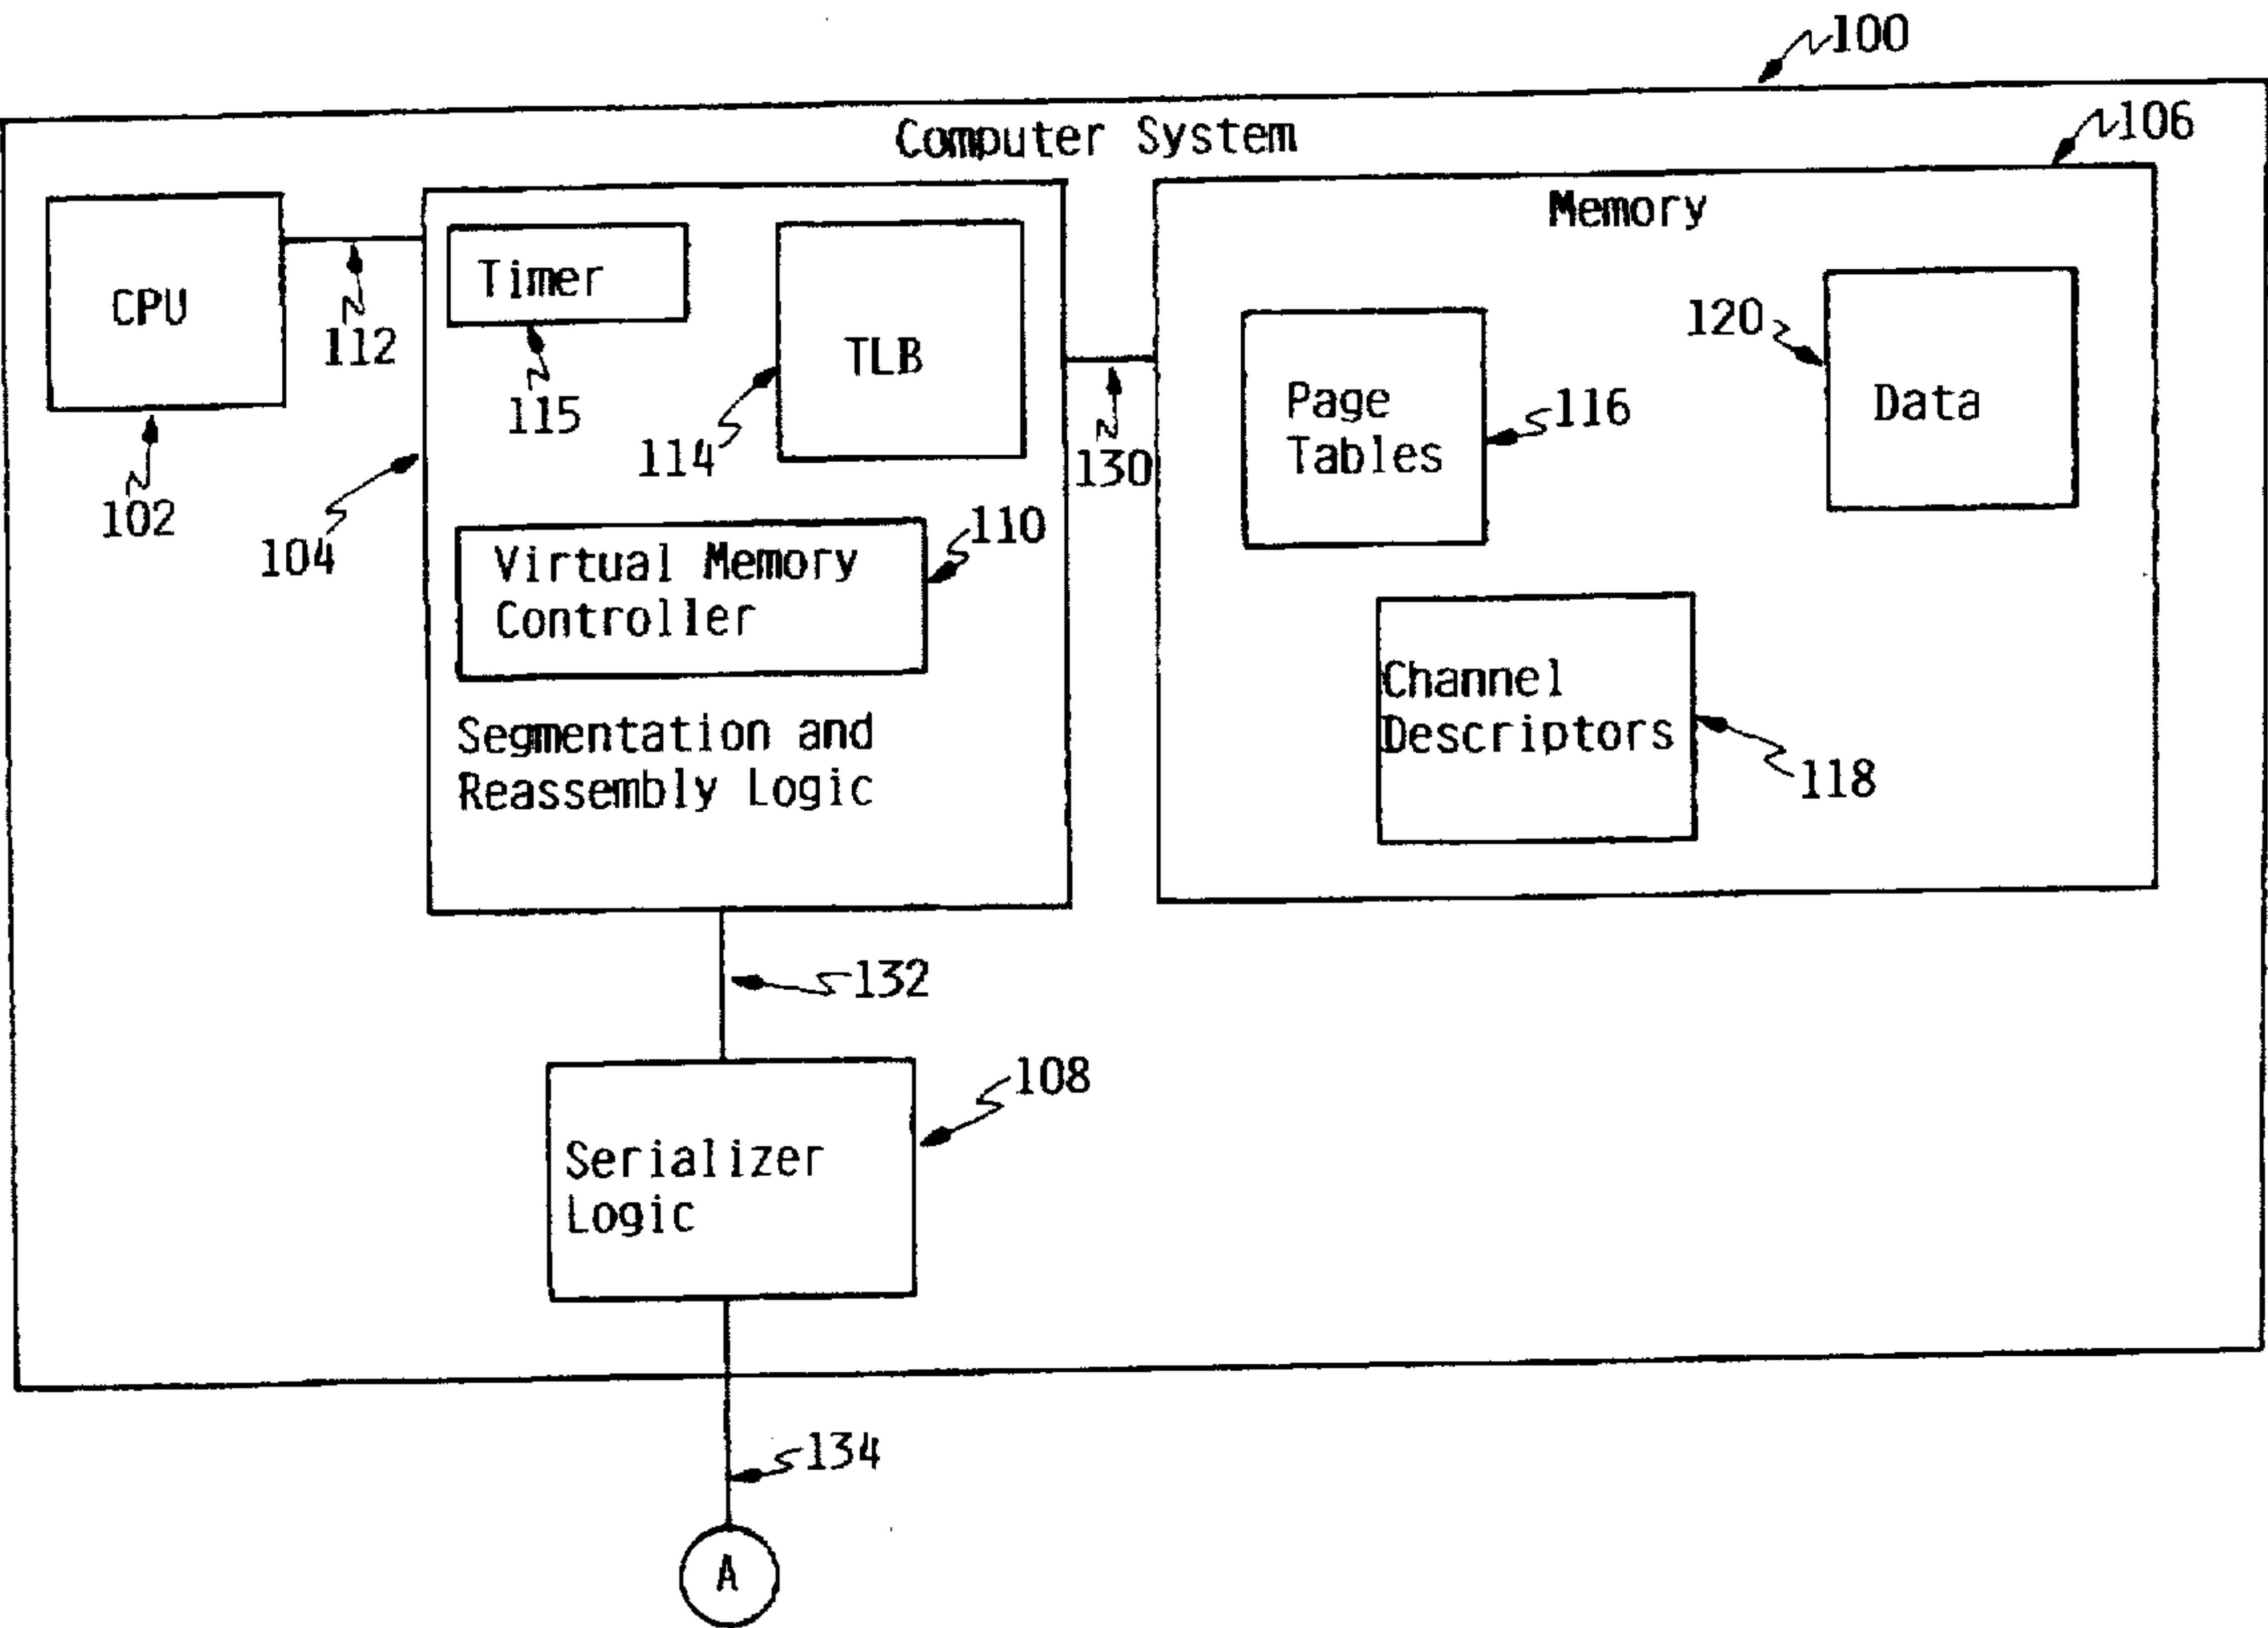 100
Computer System
106
CPU
112
102
104
Timer
115
TLB
114
130
Memory
120
Data
Page
Tables
116
110
Virtual Memory
Controller
Segmentation and
Reassembly Logic
Channel
Descriptors
118
132
108
Serializer
Logic
134
A